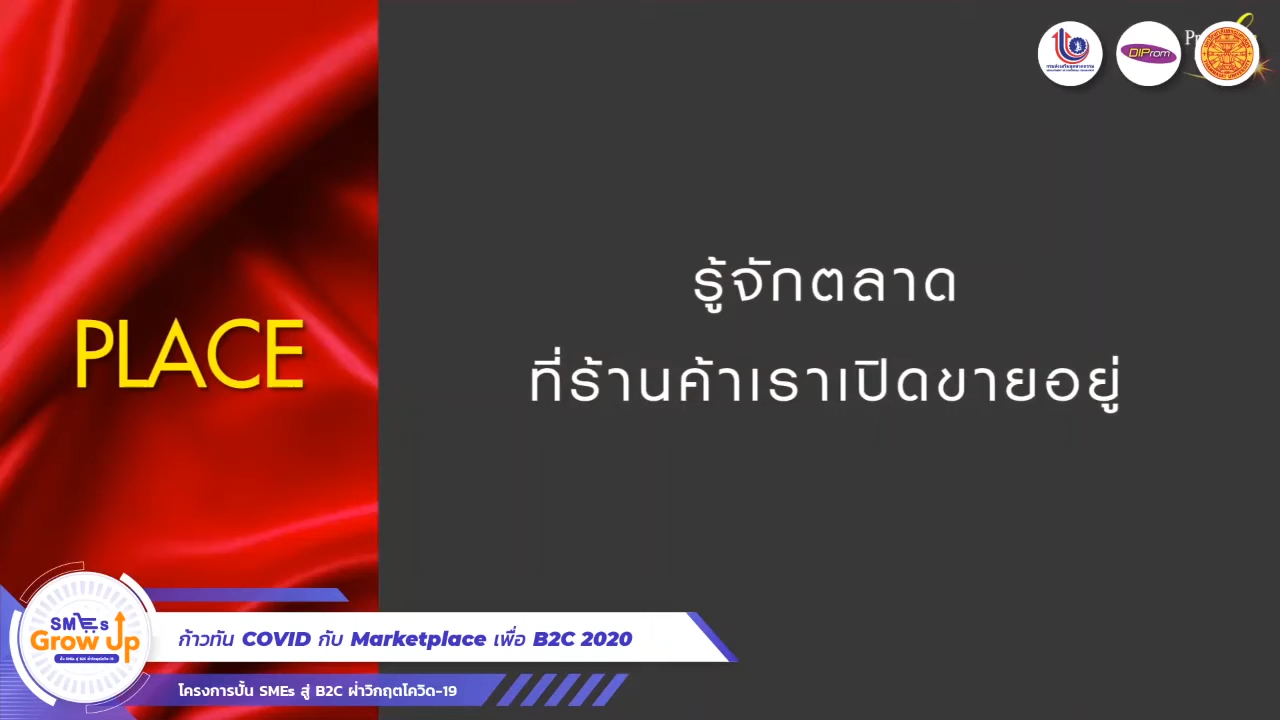 PLACE
รู้จักตลาด
ที่ร้านค้าเราเปิดขายอยู่
DIProm
SMEs
Grow Up
ก้าวทัน COVID กับ Marketplace เพื่อ B2C 2020
โครงการปั้น SMEs สู่ B2C ฝ่าวิกฤตโควิด-19